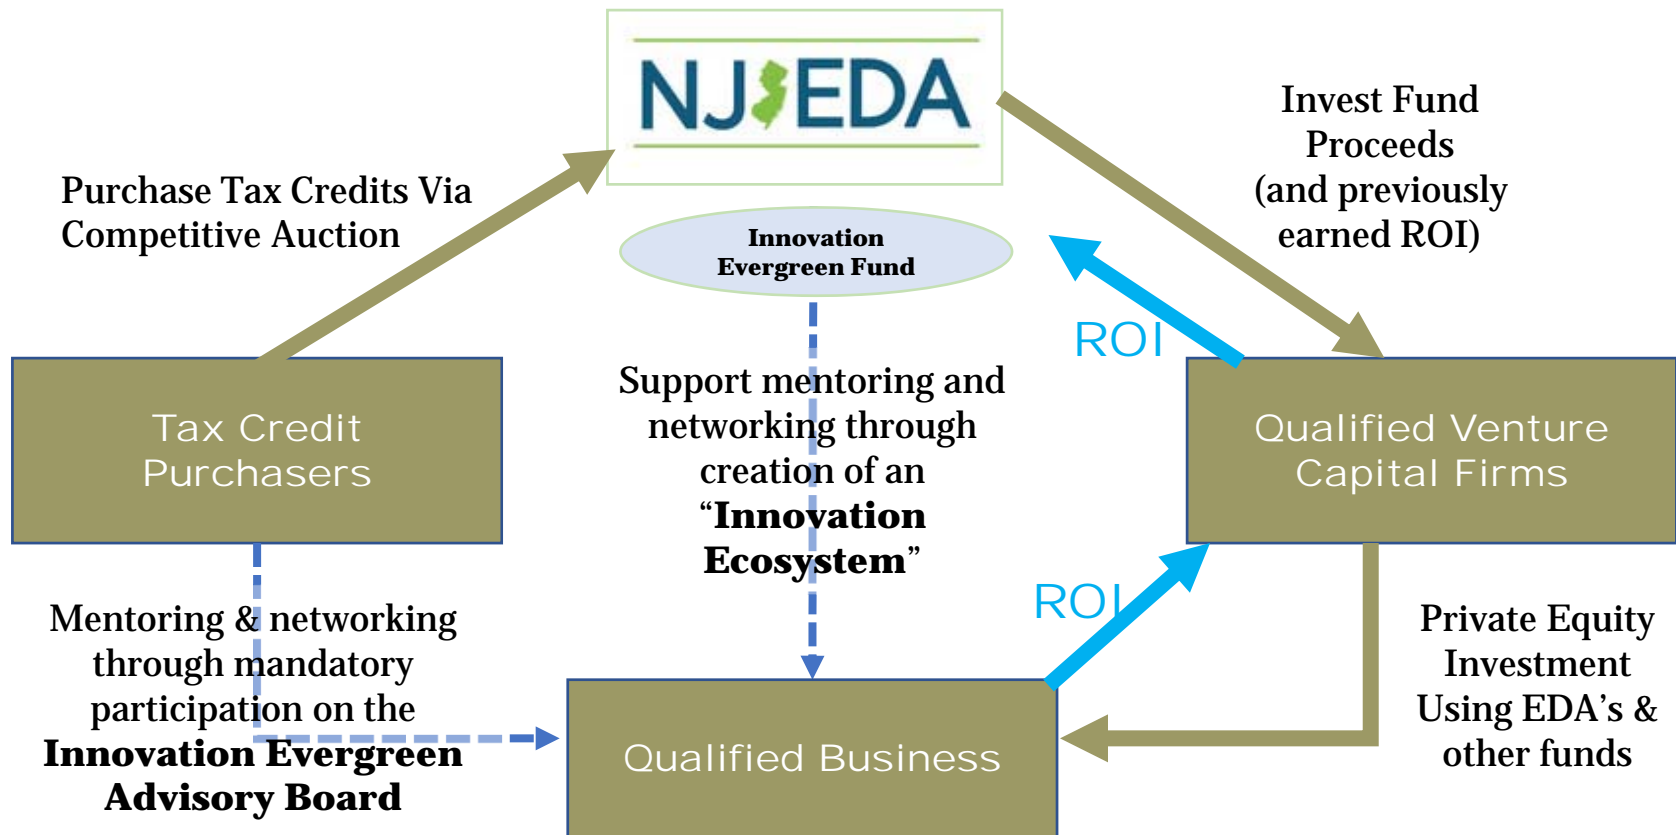 NJ EDA
Purchase Tax Credits Via
Competitive Auction
Invest Fund
Proceeds
(and previously
earned ROI)
Innovation
Evergreen Fund
ROI
Tax Credit
Purchasers
Support mentoring and
networking through
creation of an
“Innovation
Ecosystem”
Qualified Venture
Capital Firms
ROI
Mentoring & networking
through mandatory
participation on the
Innovation Evergreen
Advisory Board
Qualified Business
Private Equity
Investment
Using EDA’s &
other funds